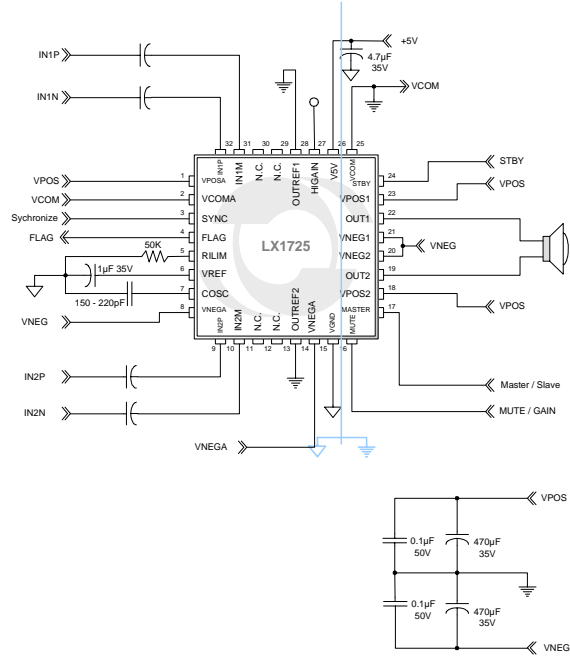 +5V
IN1P
4.7µF
35V
IN1N
VCOM
32 31 30 29 28 27 26 25
IN1P IN1M N.C. N.C. OUTREF1 HIGAIN V5V VCOM
VPOS 1 VPOSA STBY 24 STBY
VCOM 2 VCOMA VPOS1 23 VPOS
Sychronize 3 SYNC OUT1 22
FLAG 4 FLAG VNEG1 21
LX1725
VNEG
50K 5 RILIM VNEG2 20
1µF 35V 6 VREF OUT2 19
150 - 220pF 7 COSC VPOS2 18 VPOS
VNEG 8 VNEGA MASTER 17
IN2P IN2M N.C. N.C. OUTREF2 VNEGA VGND MUTE
9 10 11 12 13 14 15 6
IN2P
Master / Slave
IN2N
MUTE / GAIN
VNEGA
VPOS
0.1µF 470µF
50V 35V
0.1µF 470µF
50V 35V
VNEG